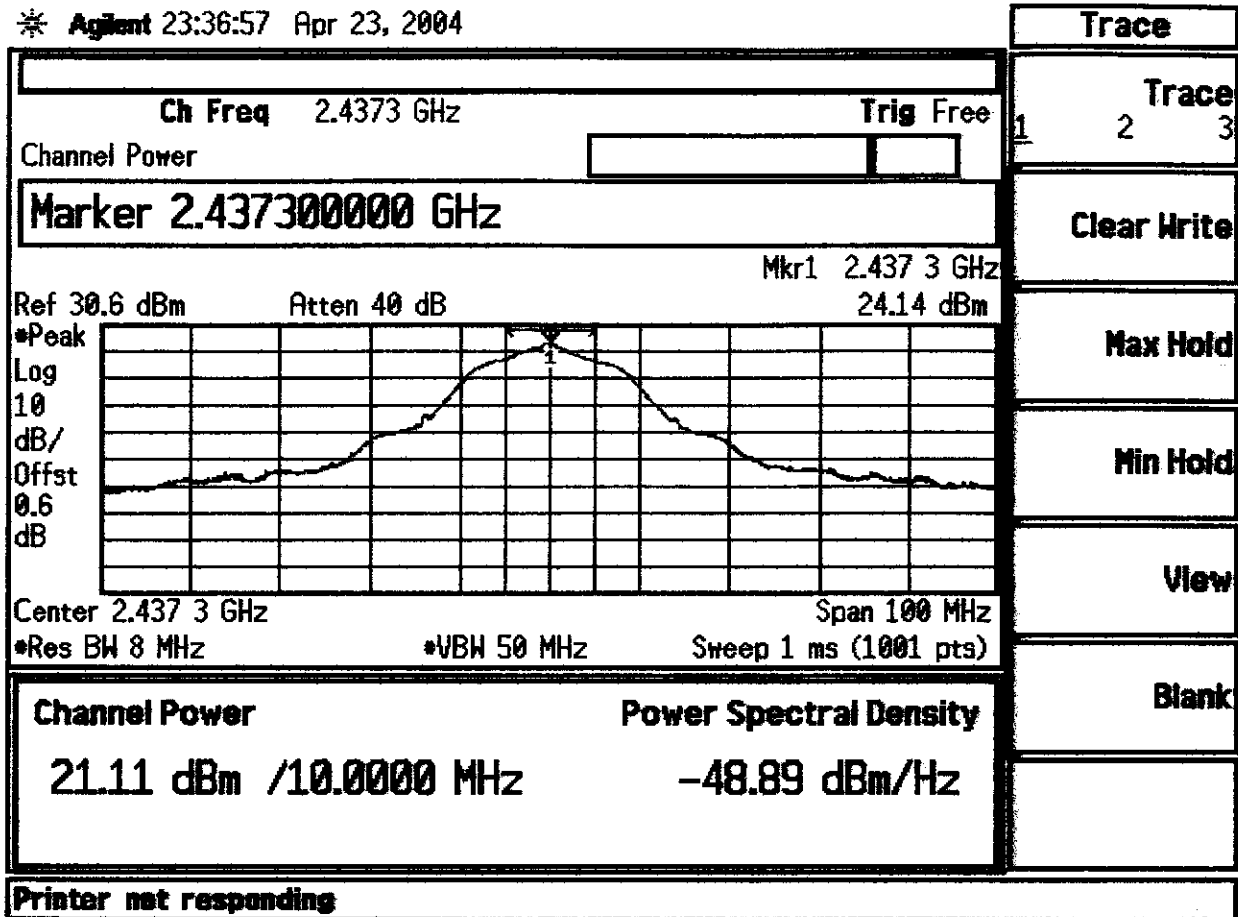 Agilent 23:36:57 Apr 23, 2004
Trace
Ch Freq 2.4373 GHz Trig Free
Trace
1 2 3
Channel Power
Marker 2.437300000 GHz
Clear Write
Mkr1 2.437 3 GHz
Ref 30.6 dBm Atten 40 dB 24.14 dBm
*Peak
Log
10
dB/
Offst
0.6
dB
1
Max Hold
Min Hold
View
Center 2.437 3 GHz Span 100 MHz
*Res BW 8 MHz *VBW 50 MHz Sweep 1 ms (1001 pts)
Blank
Channel Power Power Spectral Density
21.11 dBm /10.0000 MHz -48.89 dBm/Hz
Printer not responding